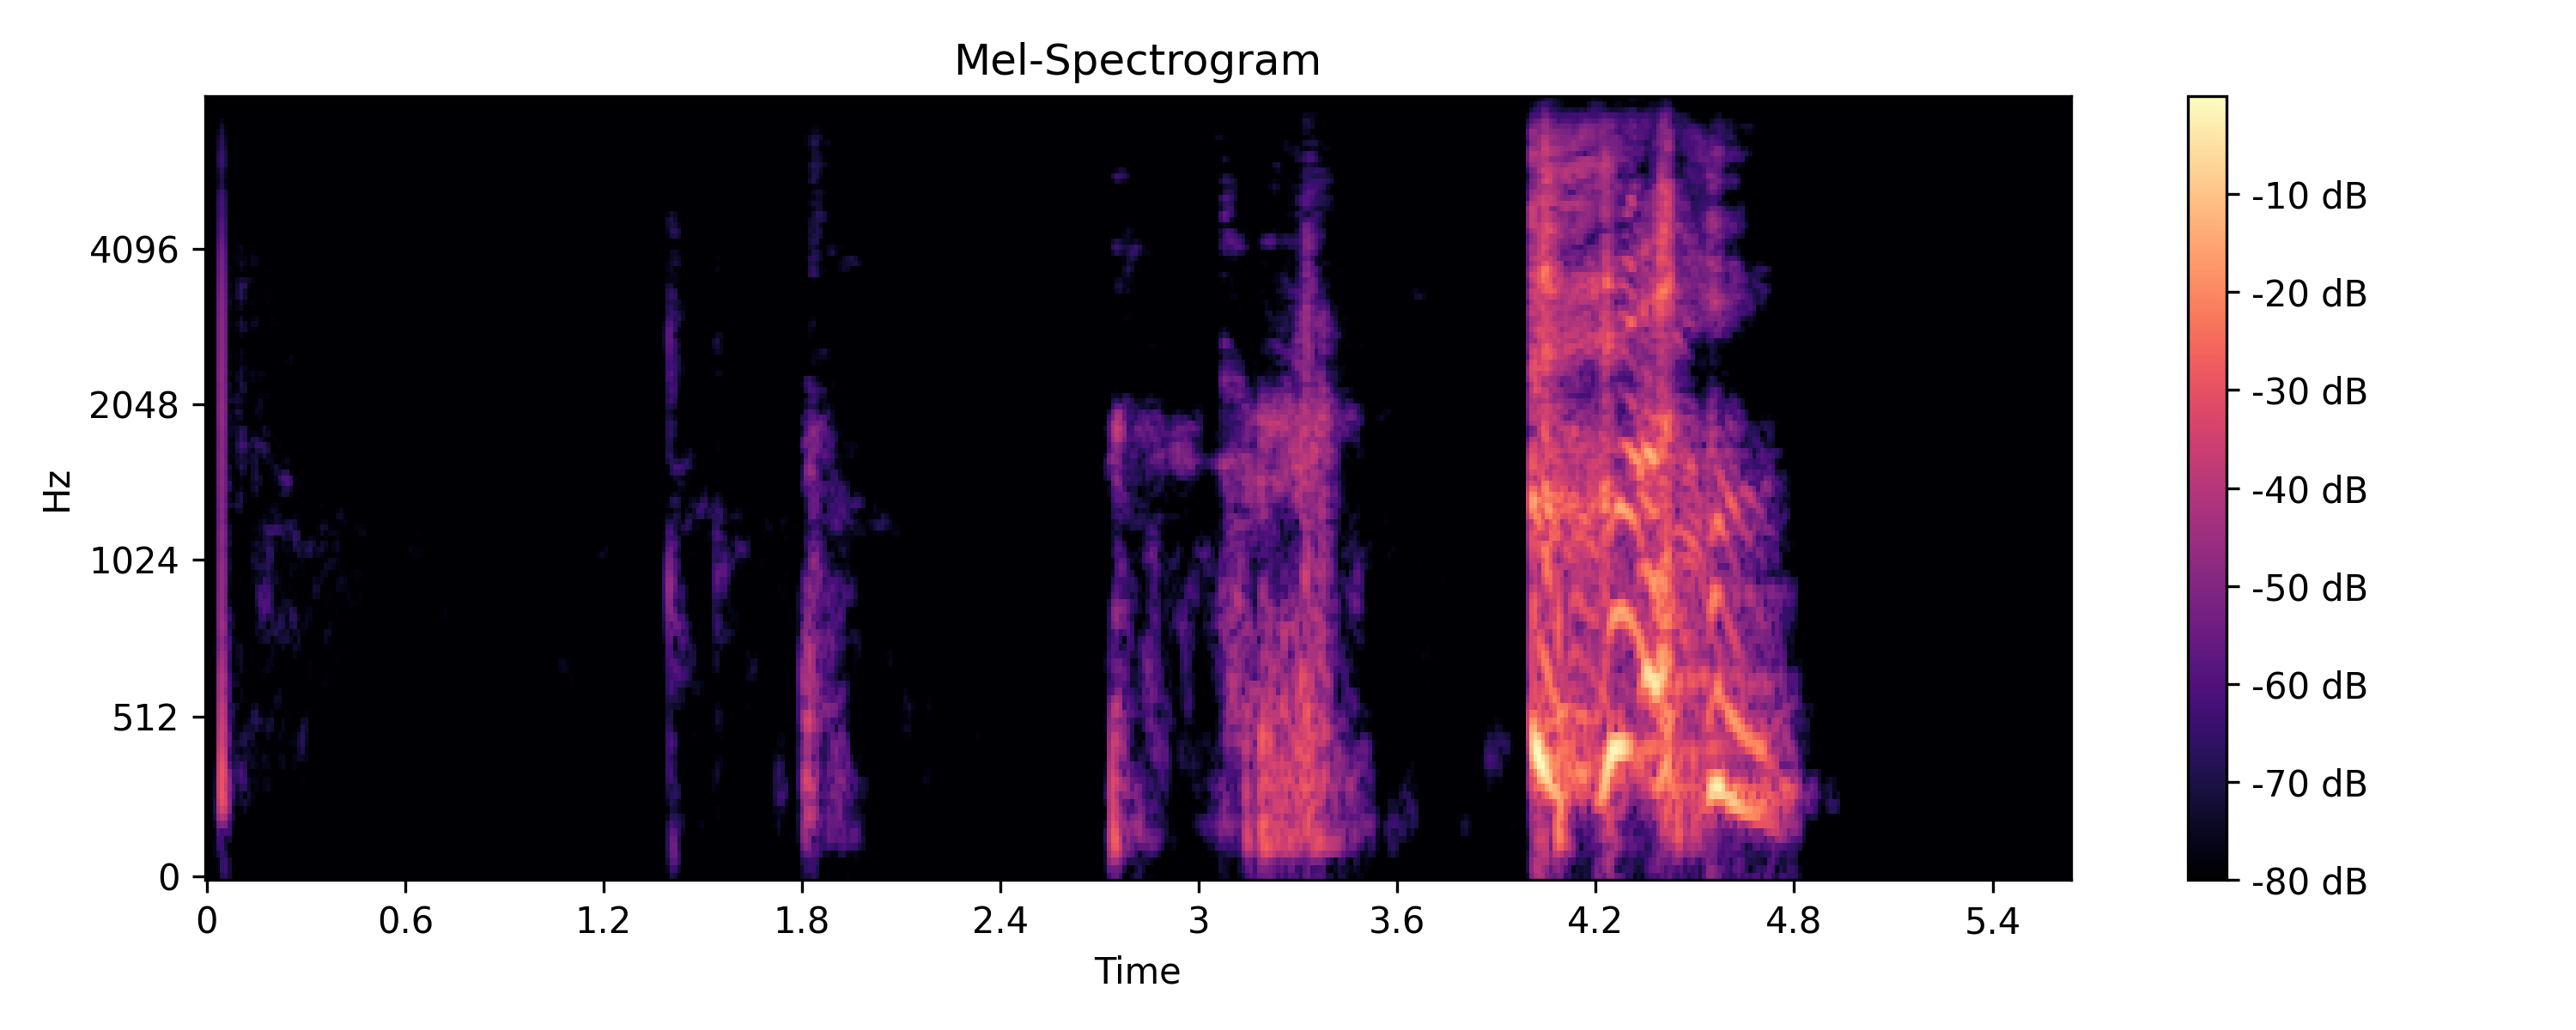 Mel-Spectrogram
Hz
4096
2048
1024
512
0
0 0.6 1.2 1.8 2.4 3 3.6 4.2 4.8 5.4
Time
-10 dB
-20 dB
-30 dB
-40 dB
-50 dB
-60 dB
-70 dB
-80 dB